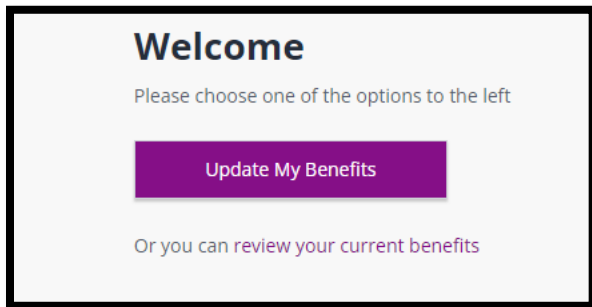 Welcome
Please choose one of the options to the left
Update My Benefits
Or you can review your current benefits